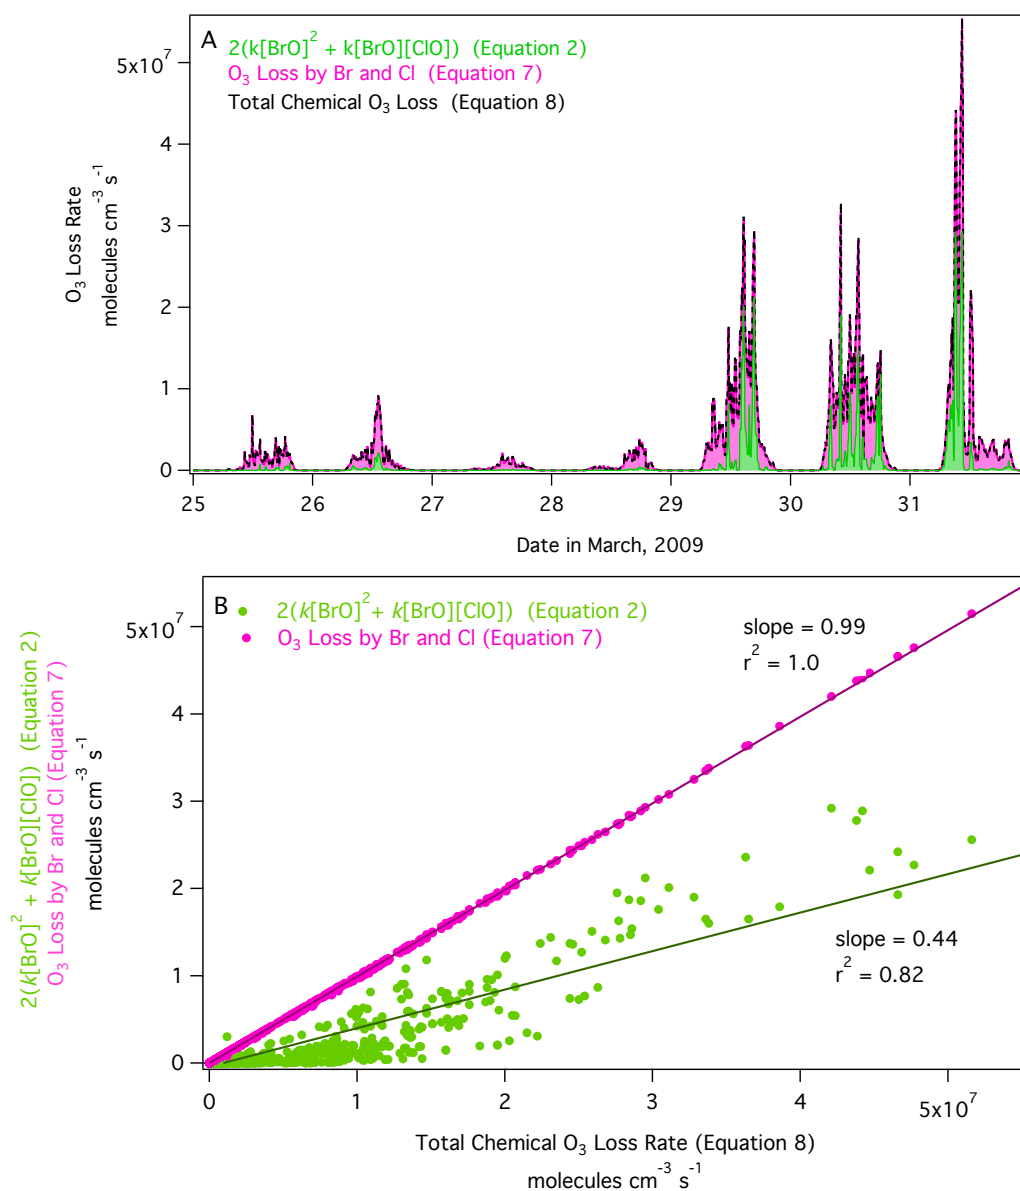 A
2(k[BrO]² + k[BrO][ClO]) (Equation 2)
O₃ Loss by Br and Cl (Equation 7)
Total Chemical O₃ Loss (Equation 8)
5x10⁷
4
3
2
1
0
O₃ Loss Rate
molecules cm⁻³ s⁻¹
25 26 27 28 29 30 31
Date in March, 2009
B
2(k[BrO]²+ k[BrO][ClO]) (Equation 2)
O₃ Loss by Br and Cl (Equation 7)
slope = 0.99
r² = 1.0
slope = 0.44
r² = 0.82
5x10⁷
4
3
2
1
0
2(k[BrO]² + k[BrO][ClO]) (Equation 2)
O₃ Loss by Br and Cl (Equation 7)
molecules cm⁻³ s⁻¹
0 1 2 3 4 5x10⁷
Total Chemical O₃ Loss Rate (Equation 8)
molecules cm⁻³ s⁻¹